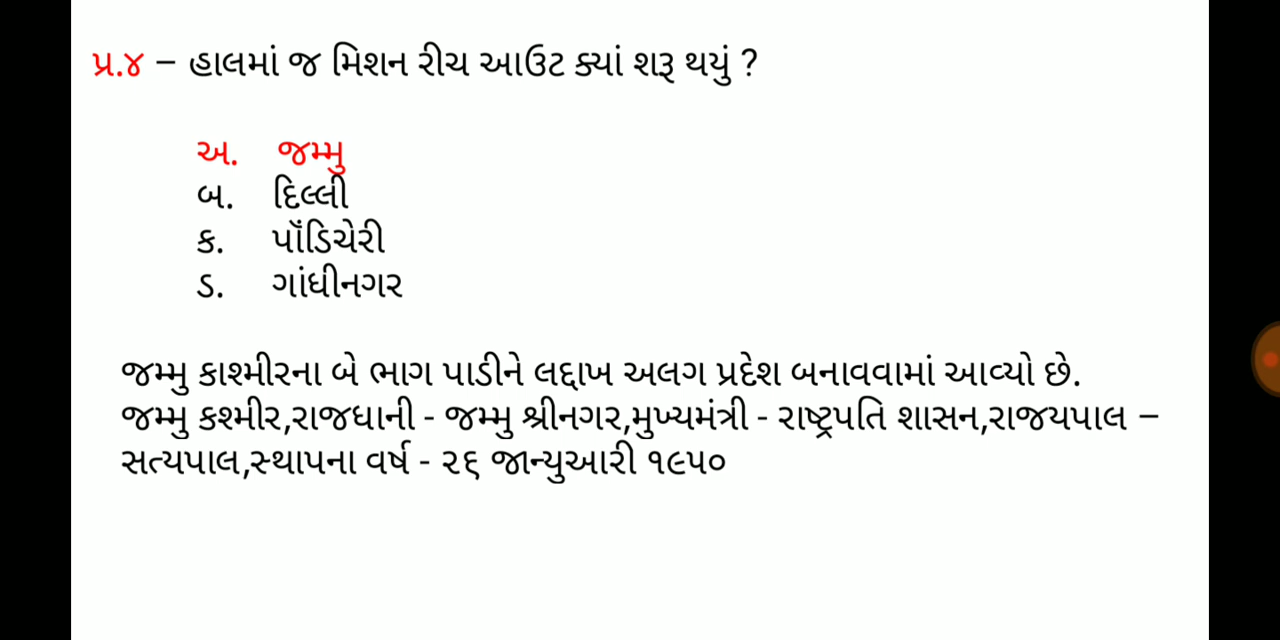 પ્ર.૪ – હાલમાં જ મિશન રીચ આઉટ ક્યાં શરૂ થયું ?
અ. જમ્મુ
બ. દિલ્લી
ક. પૉંડિચેરી
ડ. ગાંધીનગર
જમ્મુ કાશ્મીરના બે ભાગ પાડીને લદ્દાખ અલગ પ્રદેશ બનાવવામાં આવ્યો છે.
જમ્મુ કશ્મીર,રાજધાની - જમ્મુ શ્રીનગર,મુખ્યમંત્રી - રાષ્ટ્રપતિ શાસન,રાજયપાલ –
સત્યપાલ,સ્થાપના વર્ષ - ૨૬ જાન્યુઆરી ૧૯૫૦